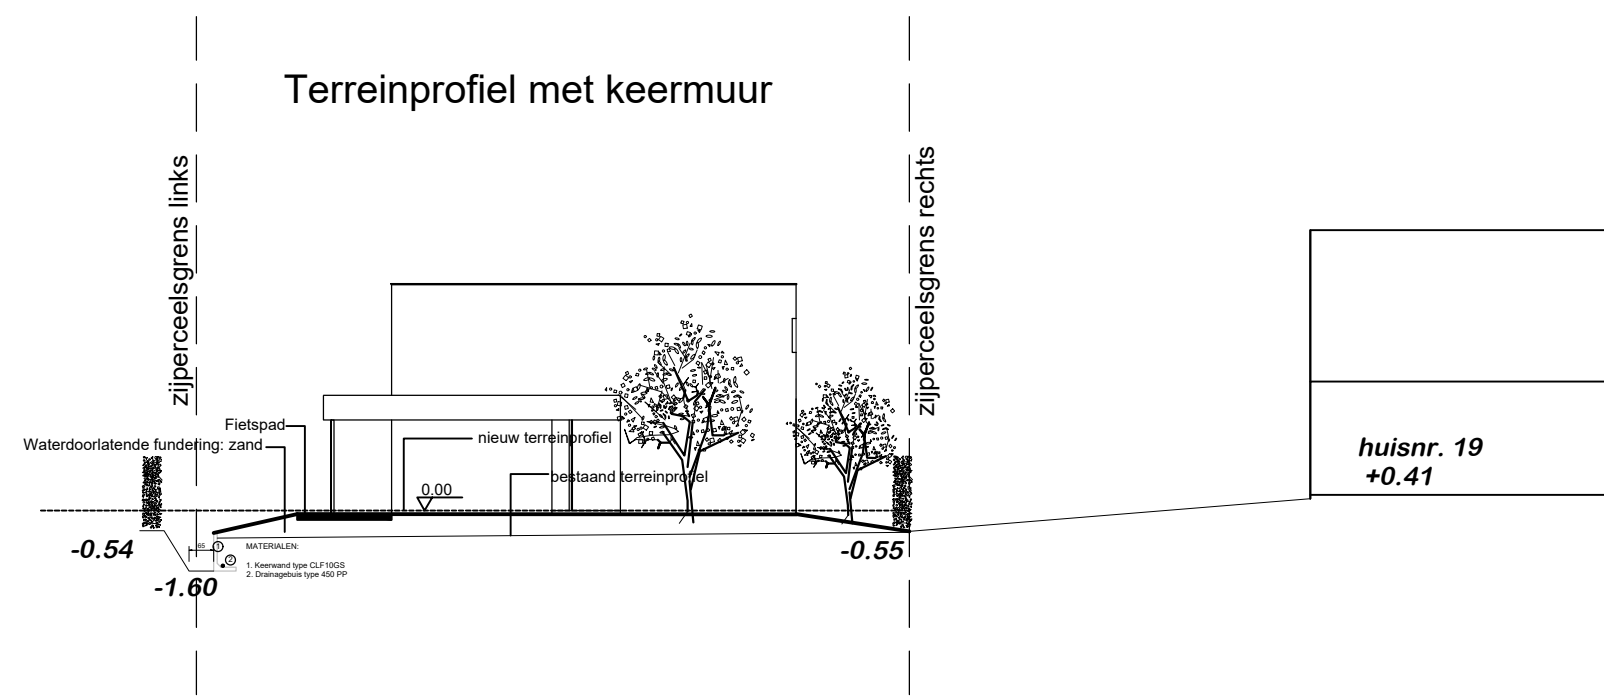 Terreinprofiel met keermuur
zijperceelsgrens links
zijperceelsgrens rechts
Fietspad
Waterdoorlatende fundering: zand
nieuw terreinprofiel
bestaand terreinprofiel
0.00
huisnr. 19
+0.41
-0.54
-0.55
65
1
2
MATERIALEN:
1. Keerwand type CLF10GS
2. Drainagebuis type 450 PP
-1.60